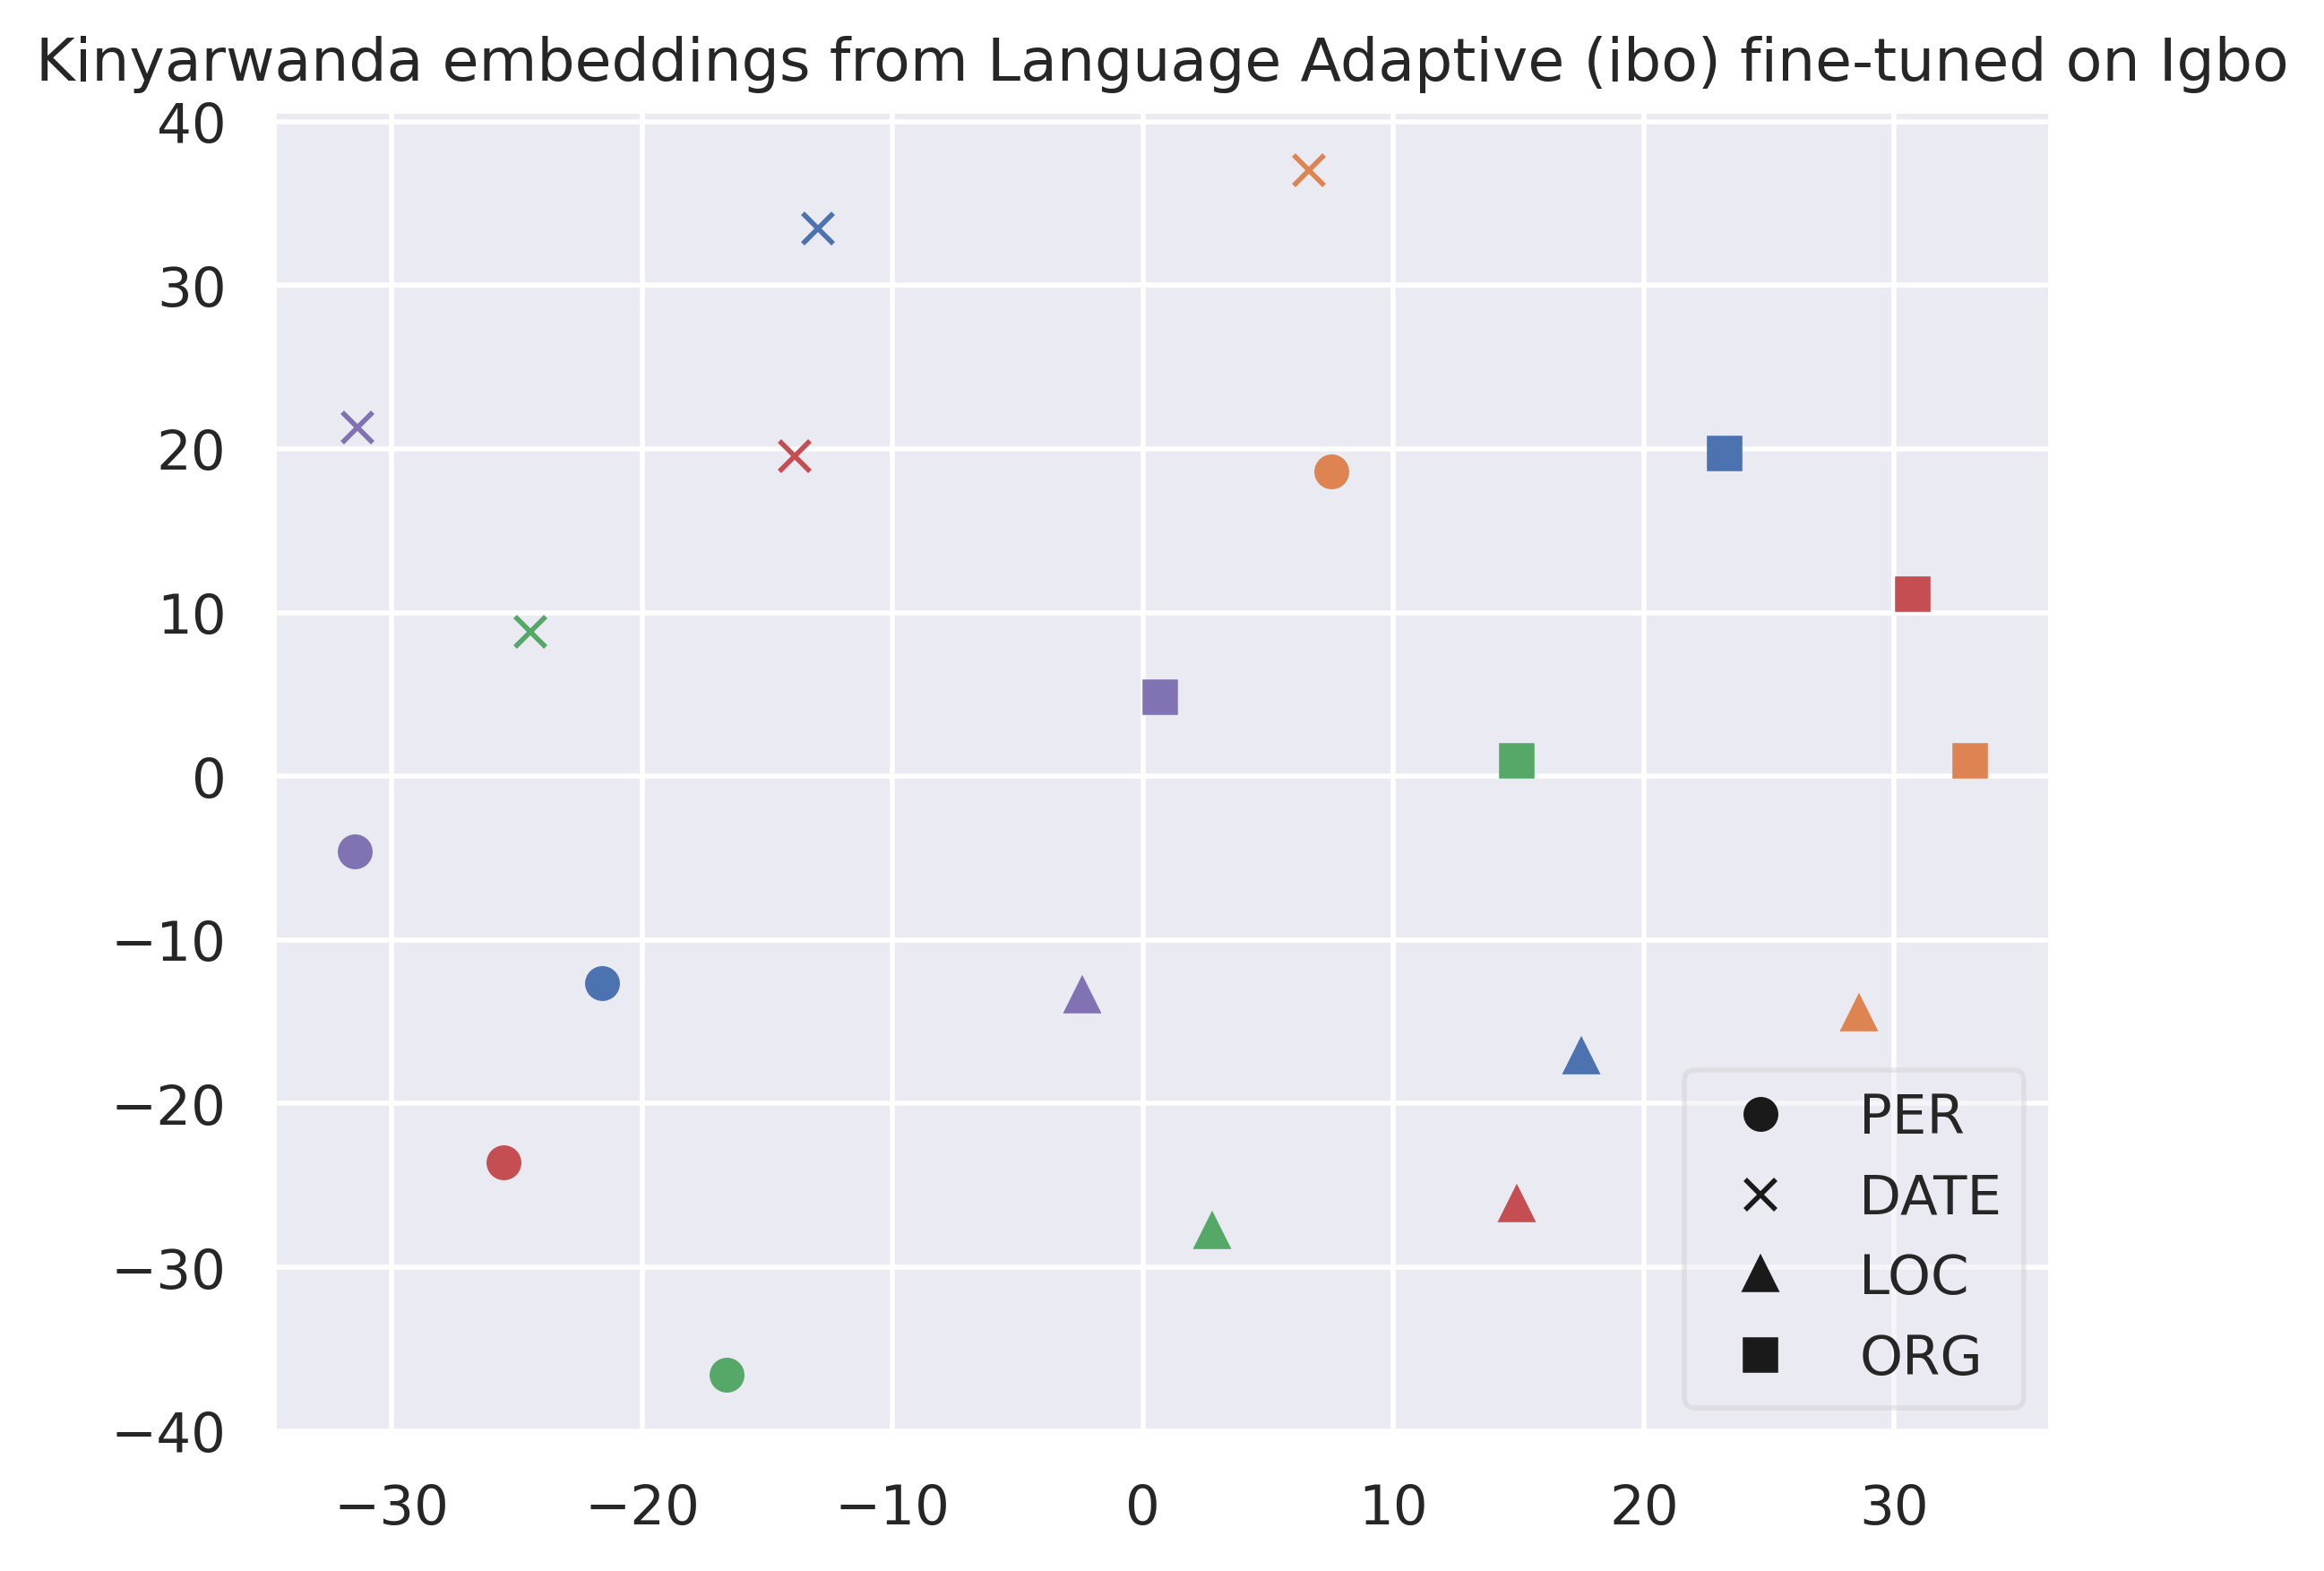 Kinyarwanda embeddings from Language Adaptive (ibo) fine-tuned on Igbo
40
30
20
10
0
−10
−20
−30
−40
−30 −20 −10 0 10 20 30
PER
DATE
LOC
ORG